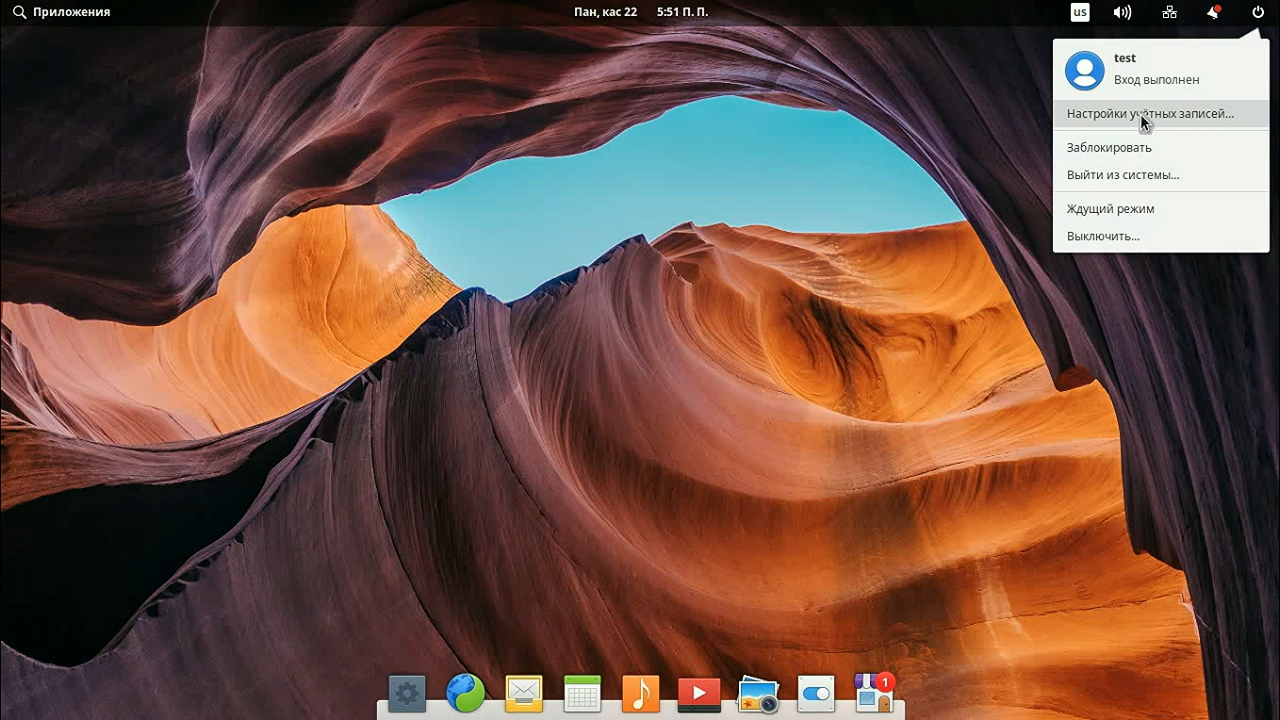 Приложения
Пан, кас 22 5:51 П. П.
us
test
Вход выполнен
Настройки учётных записей...
Заблокировать
Выйти из системы...
Ждущий режим
Выключить...
1